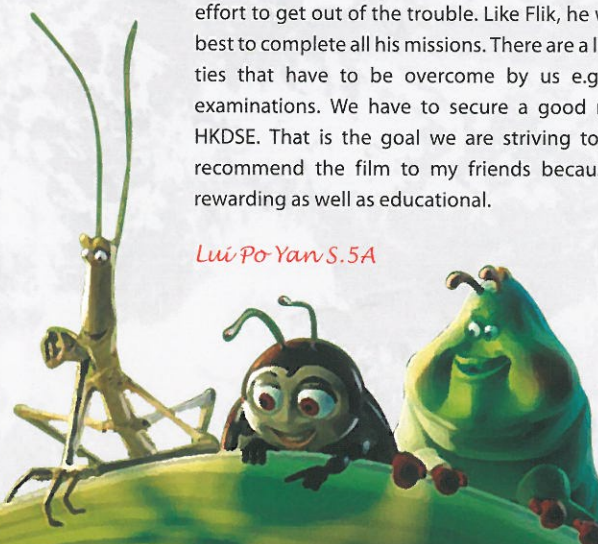 effort to get out of the trouble. Like Flik, he
best to complete all his missions. There are a
ties that have to be overcome by us e.g
examinations. We have to secure a good
HKDSE. That is the goal we are striving to
recommend the film to my friends becau
rewarding as well as educational.
Lui Po Yan S.5A